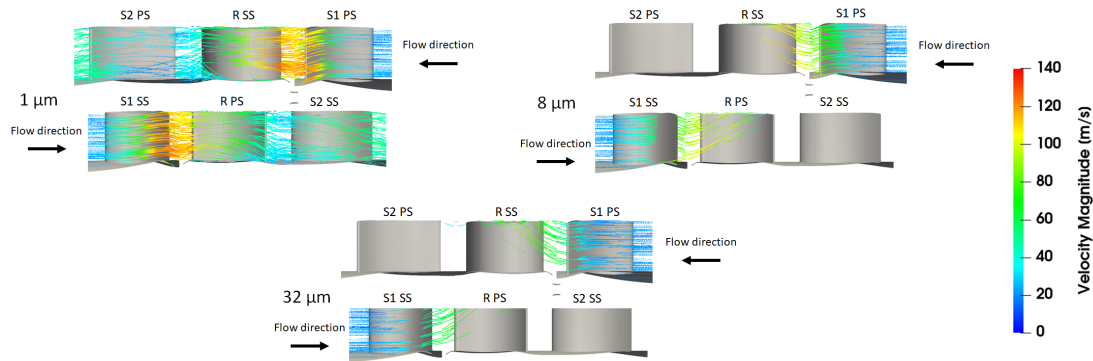 S2 PS R SS S1 PS
Flow direction
1 μm
S1 SS R PS S2 SS
Flow direction
S2 PS R SS S1 PS
Flow direction
8 μm
S1 SS R PS S2 SS
Flow direction
S2 PS R SS S1 PS
Flow direction
32 μm
S1 SS R PS S2 SS
Flow direction
140
120
100
80
60
40
20
0
Velocity Magnitude (m/s)